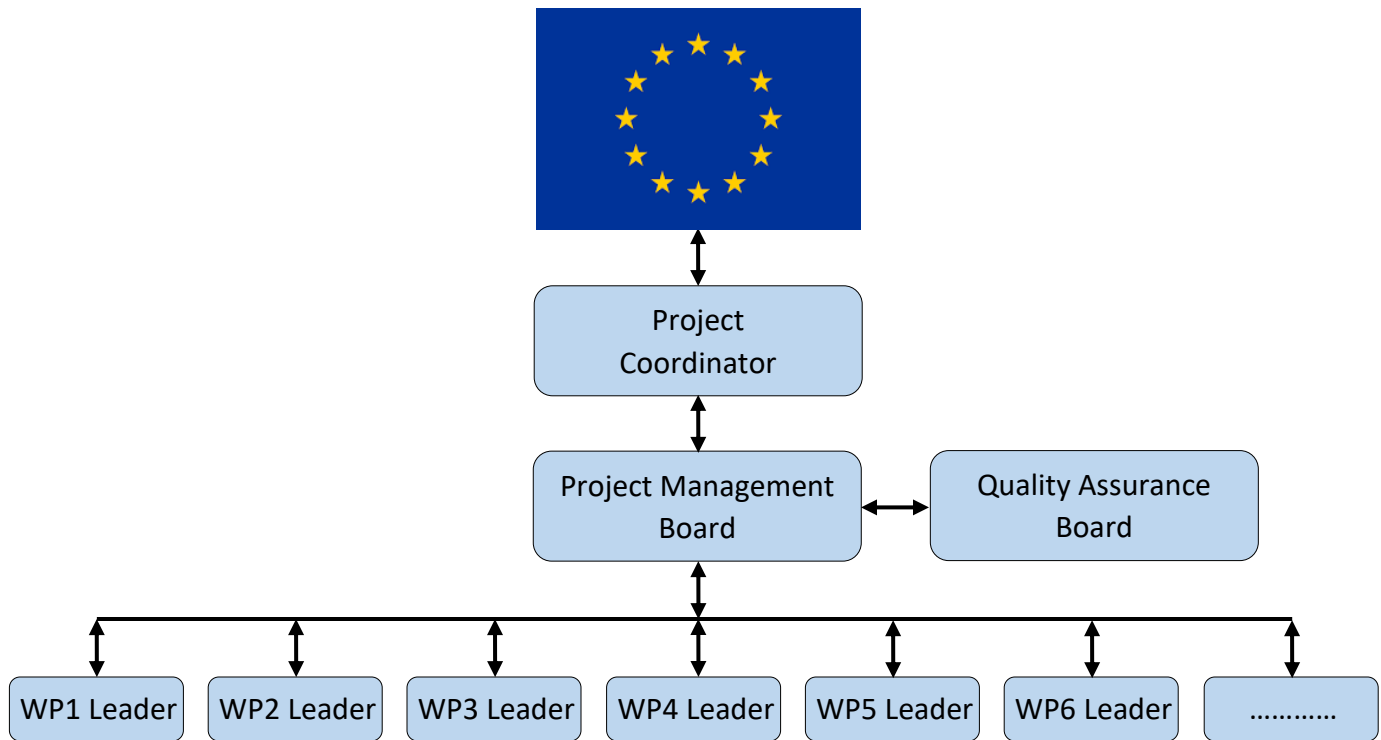 Project
Coordinator
Project Management
Board
Quality Assurance
Board
WP1 Leader
WP2 Leader
WP3 Leader
WP4 Leader
WP5 Leader
WP6 Leader
…………